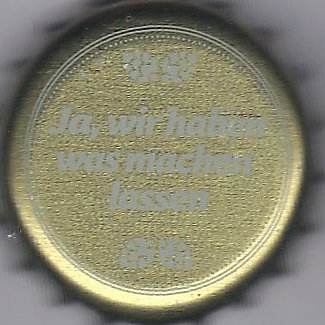 Ja, wir haben
was machen
lassen